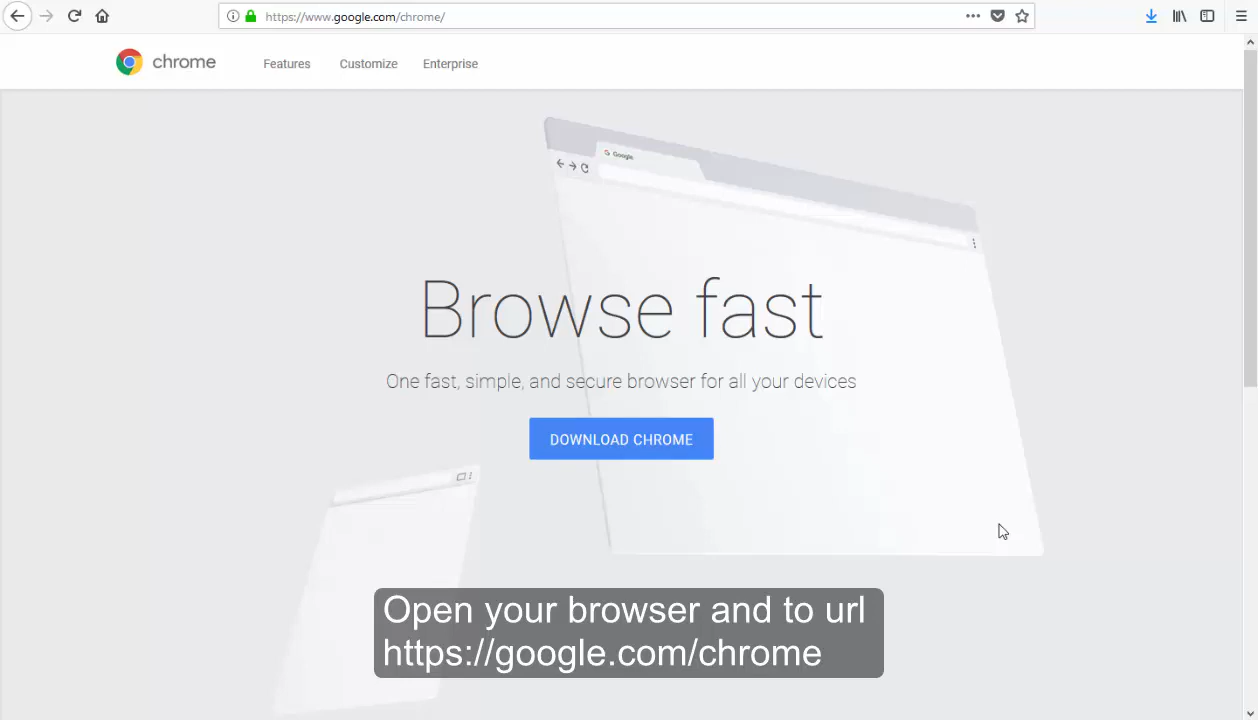 https://www.google.com/chrome/
chrome Features Customize Enterprise
Google
Browse fast
One fast, simple, and secure browser for all your devices
DOWNLOAD CHROME
Open your browser and to url
https://google.com/chrome